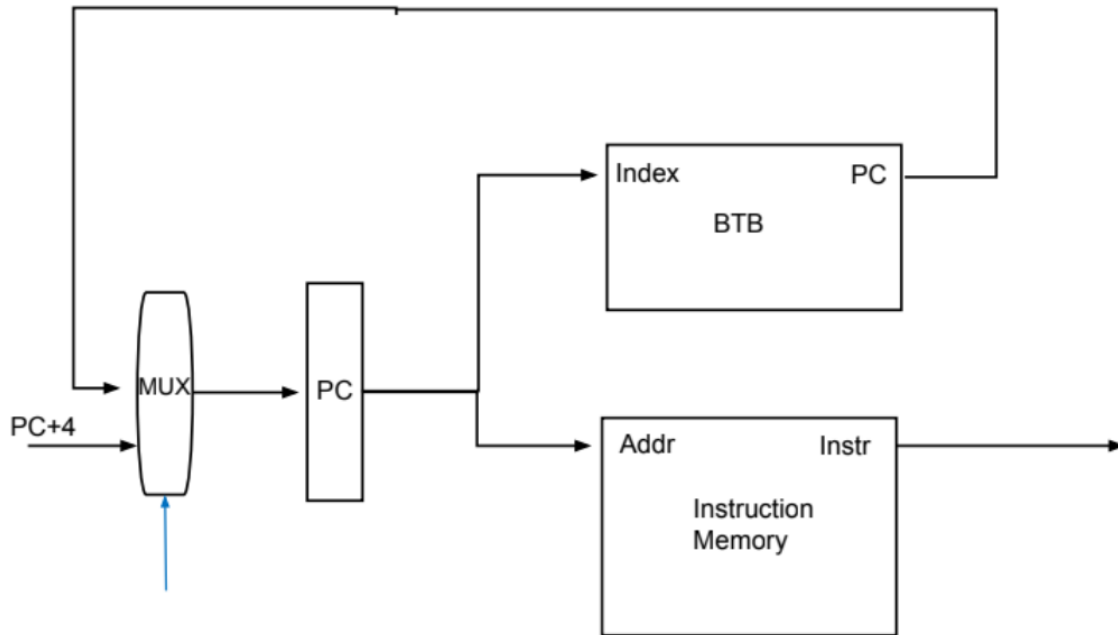 Index
PC
BTB
MUX
PC
PC+4
Addr
Instr
Instruction
Memory